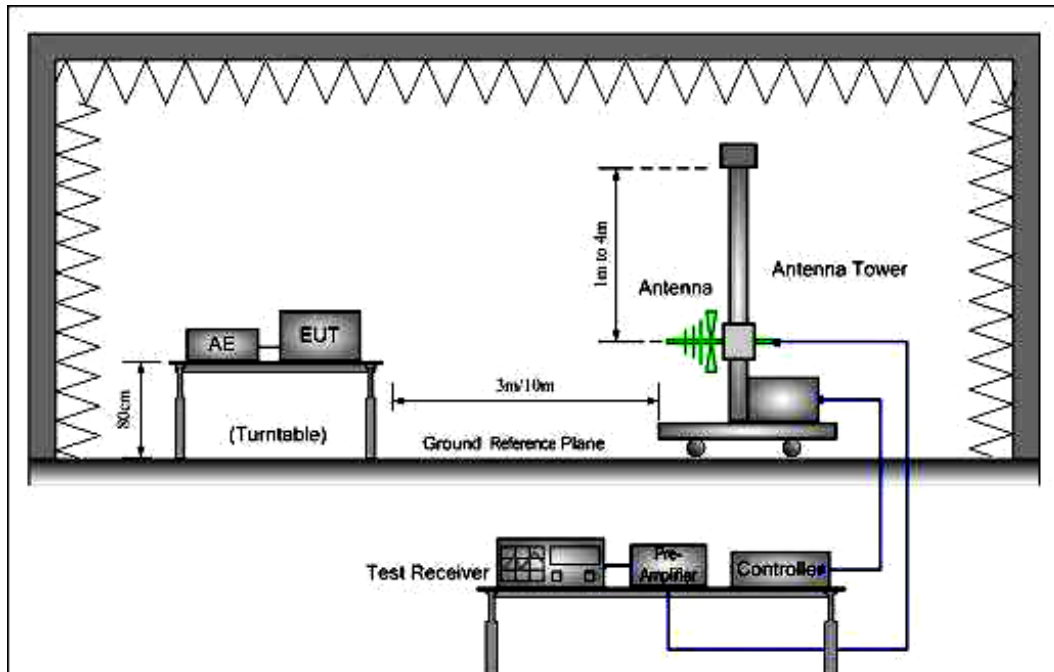 1m to 4m
Antenna
Antenna Tower
AE
EUT
80cm
3m/10m
(Turntable)
Ground Reference Plane
Test Receiver
Pre-
Amplifier
Controller